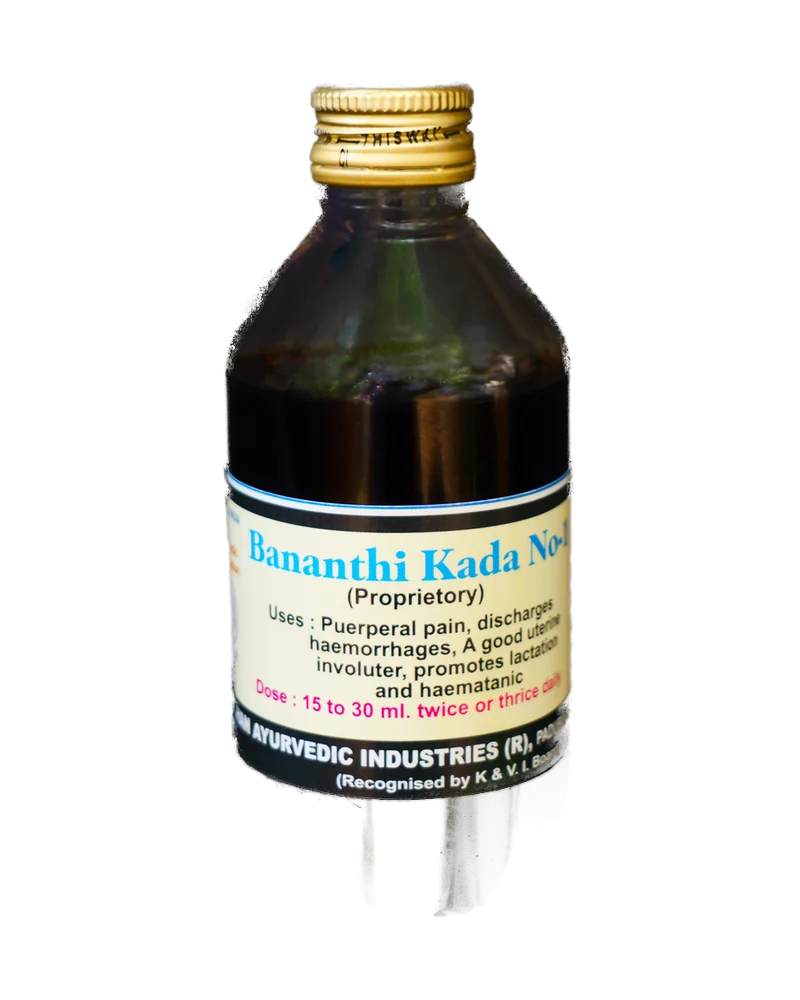 THISWAY
Bananthi Kada No-1
(Proprietory)
Uses : Puerperal pain, discharges
haemorrhages, A good uterine
involuter, promotes lactation
and haematanic
Dose : 15 to 30 ml. twice or thrice daily
AYURVEDIC INDUSTRIES (R),
(Recognised by K & V. I. Board